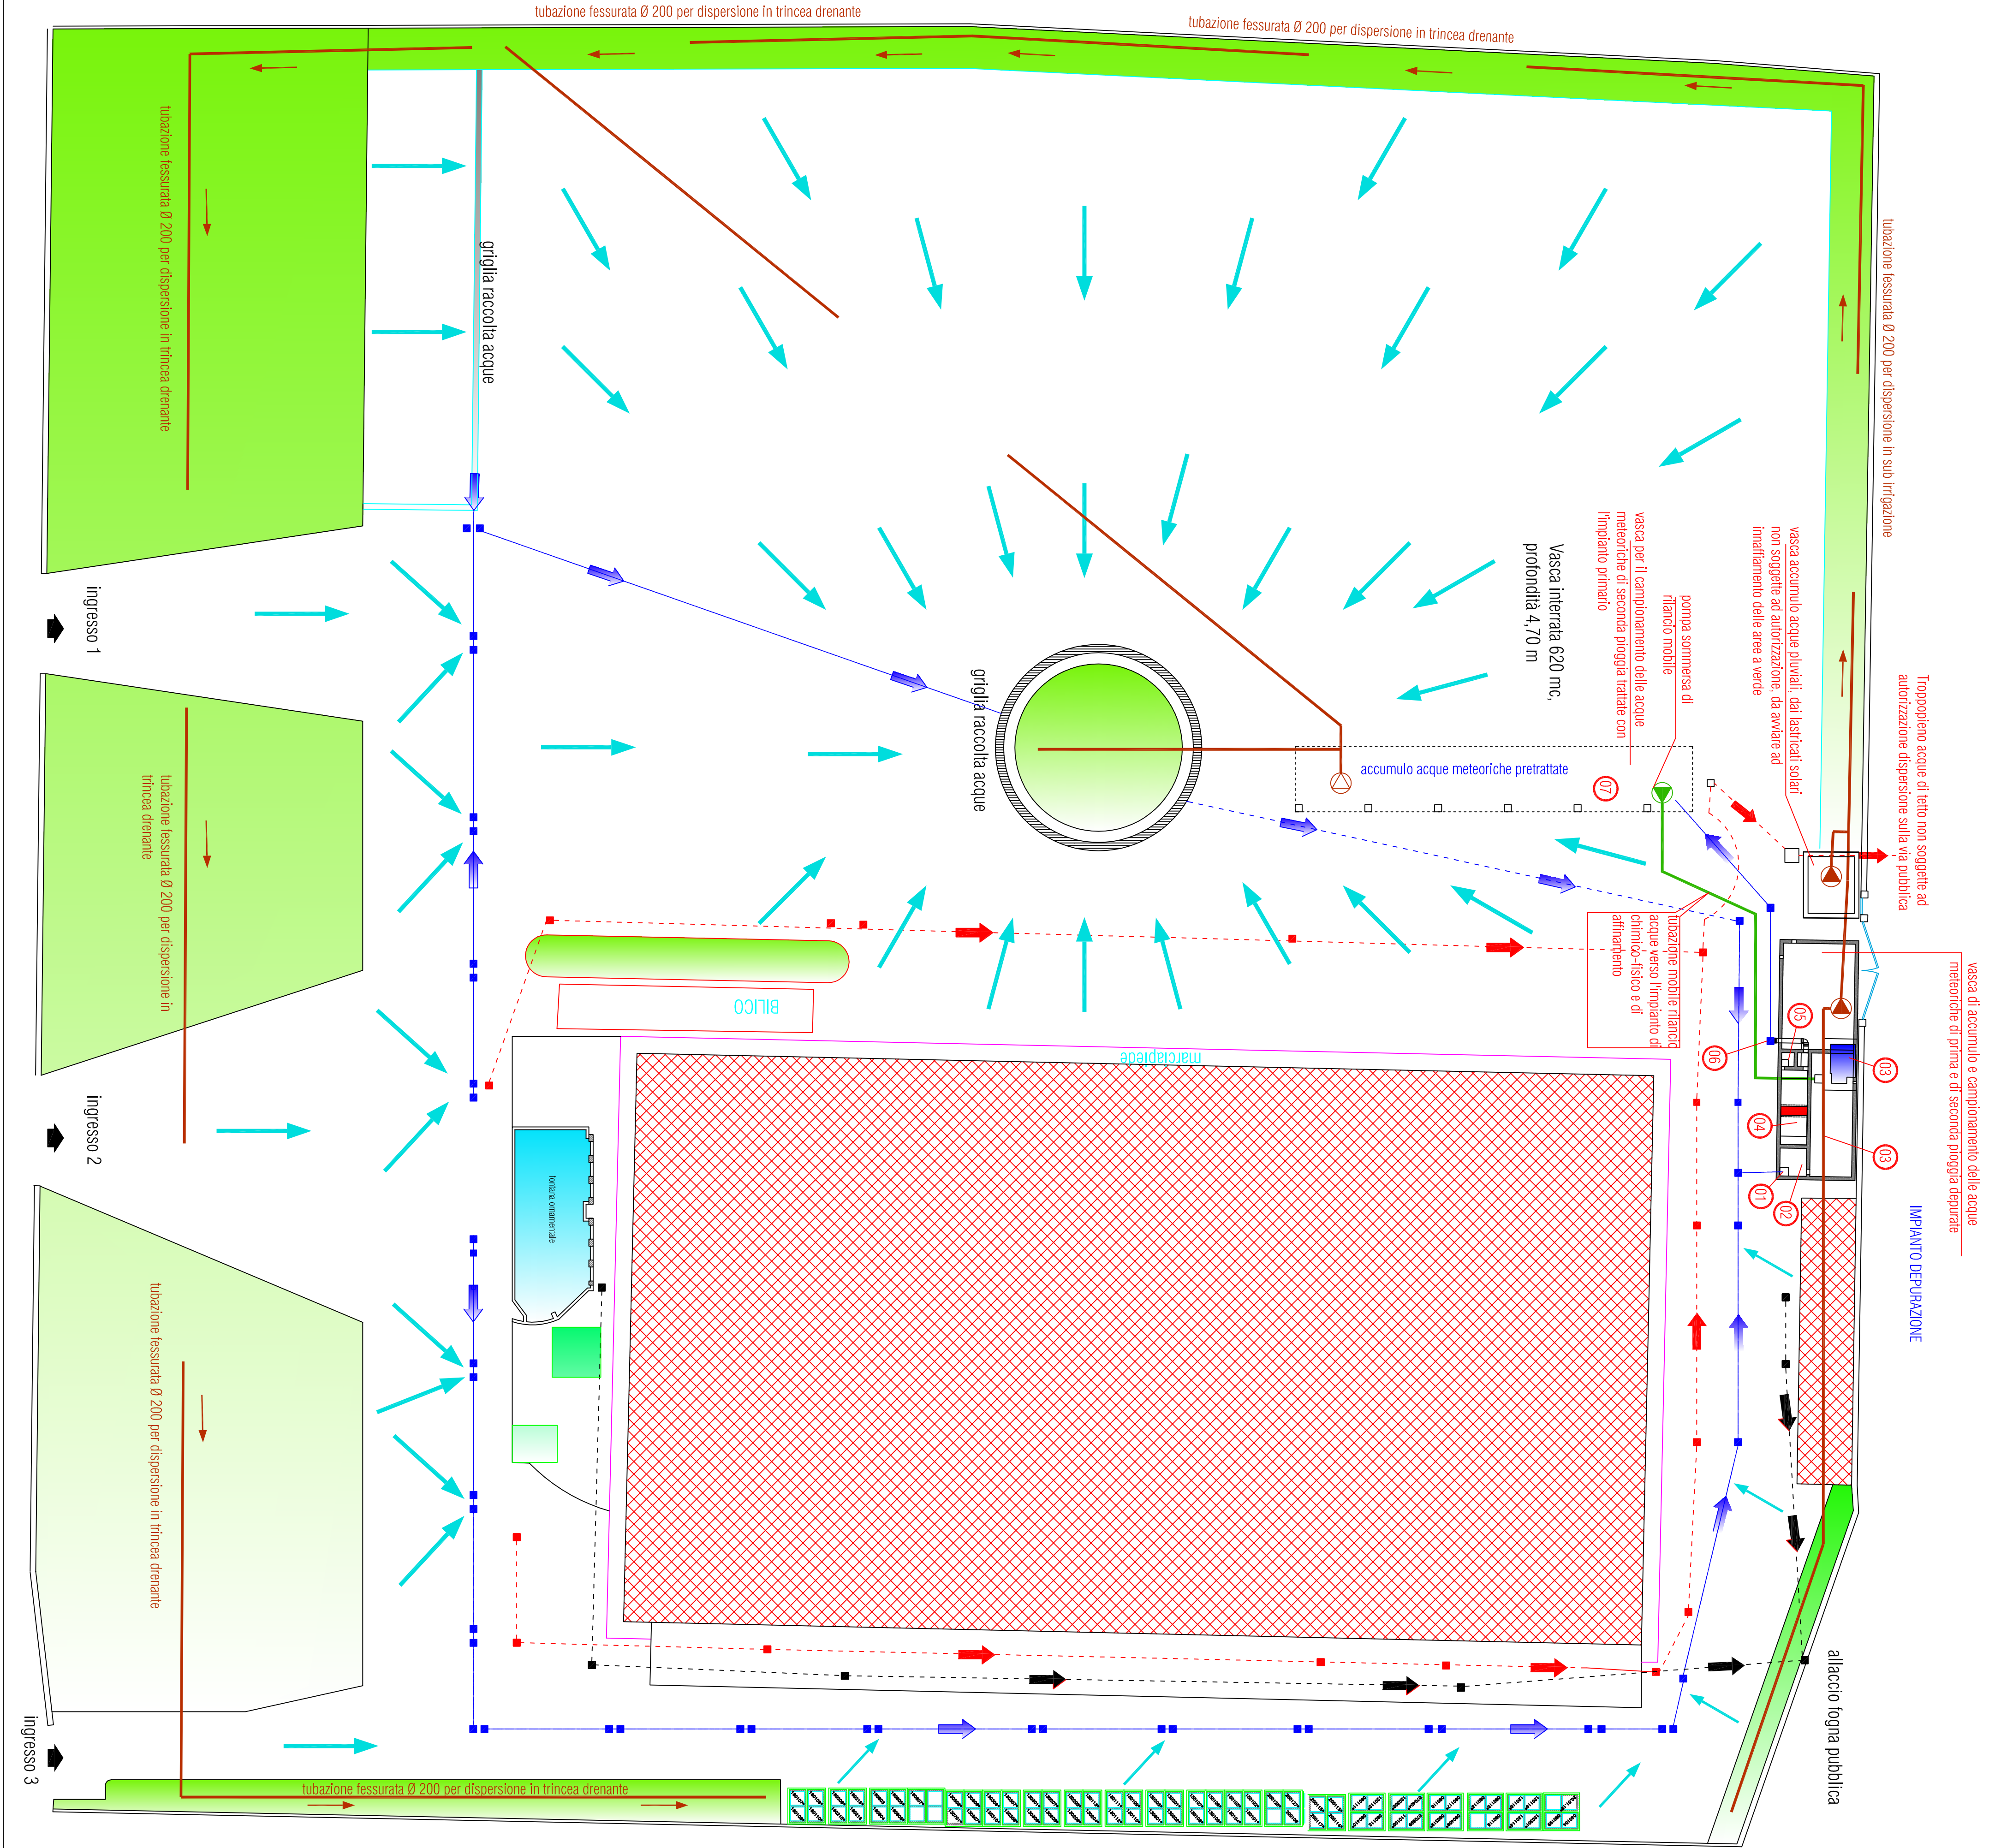 tubazione fessurata Ø 200 per dispersione in trincea drenante
tubazione fessurata Ø 200 per dispersione in trincea drenante
tubazione fessurata Ø 200 per dispersione in trincea drenante
griglia raccolta acque
tubazione fessurata Ø 200 per dispersione in sub irrigazione
vasca accumulo acque pluviali, dai lastricati solari
non soggette ad autorizzazione, da avviare ad
innaffiamento delle aree a verde
pompa sommersa di
rilancio mobile
vasca per il campionamento delle acque
meteoriche di seconda pioggia trattate con
l'impianto primario
Vasca interrata 620 mc,
profondità 4,70 m
Troppopieno acque di tetto non soggette ad
autorizzazione dispersione sulla via pubblica
ingresso 1
griglia raccolta acque
accumulo acque meteoriche pretrattate
07
tubazione fessurata Ø 200 per dispersione in
trincea drenante
tubazione mobile rilancio
acque verso l'impianto di
chimico-fisico e di
affinamento
vasca di accumulo e campionamento delle acque
meteoriche di prima e di seconda pioggia depurate
BILICO
marciapiede
05
06
03
04
03
01
02
ingresso 2
fontana ornamentale
IMPIANTO DEPURAZIONE
tubazione fessurata Ø 200 per dispersione in trincea drenante
allaccio fogna pubblica
ingresso 3
tubazione fessurata Ø 200 per dispersione in trincea drenante